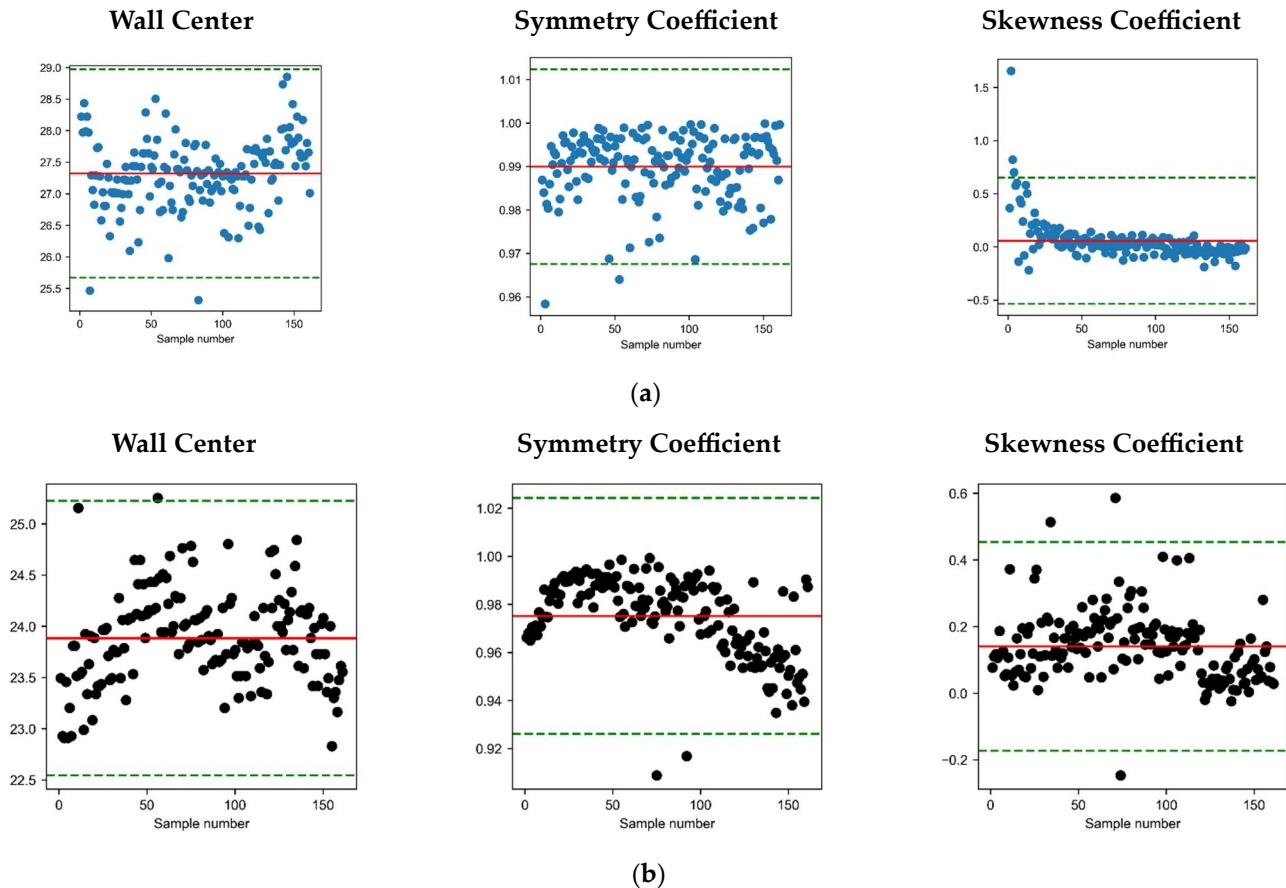 Wall Center Symmetry Coefficient Skewness Coefficient
29.0
28.5
28.0
27.5
27.0
26.5
26.0
25.5
0 50 100 150
Sample number
1.01
1.00
0.99
0.98
0.97
0.96
0 50 100 150
Sample number
1.5
1.0
0.5
0.0
−0.5
0 50 100 150
Sample number
(a)
Wall Center Symmetry Coefficient Skewness Coefficient
25.0
24.5
24.0
23.5
23.0
22.5
0 50 100 150
Sample number
1.02
1.00
0.98
0.96
0.94
0.92
0 50 100 150
Sample number
0.6
0.4
0.2
0.0
−0.2
0 50 100 150
Sample number
(b)